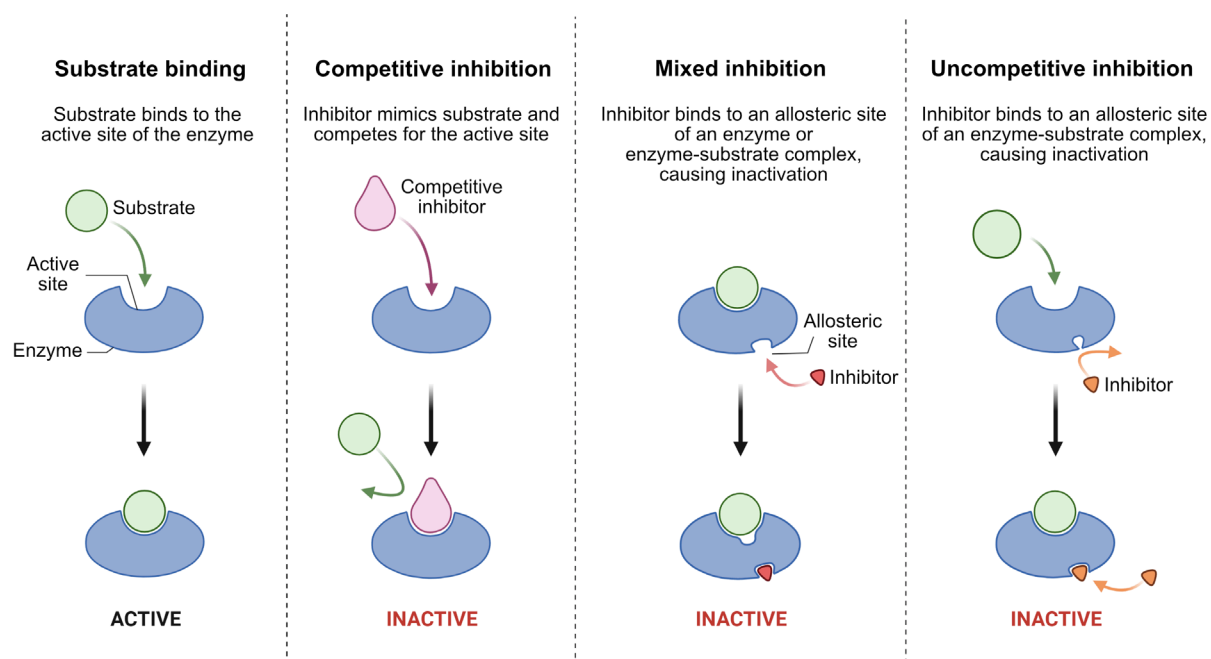 Substrate binding
Substrate binds to the
active site of the enzyme
Substrate
Active
site
Enzyme
ACTIVE
Competitive inhibition
Inhibitor mimics substrate and
competes for the active site
Competitive
inhibitor
INACTIVE
Mixed inhibition
Inhibitor binds to an allosteric site
of an enzyme or
enzyme-substrate complex,
causing inactivation
Allosteric
site
Inhibitor
INACTIVE
Uncompetitive inhibition
Inhibitor binds to an allosteric site
of an enzyme-substrate complex,
causing inactivation
Inhibitor
INACTIVE